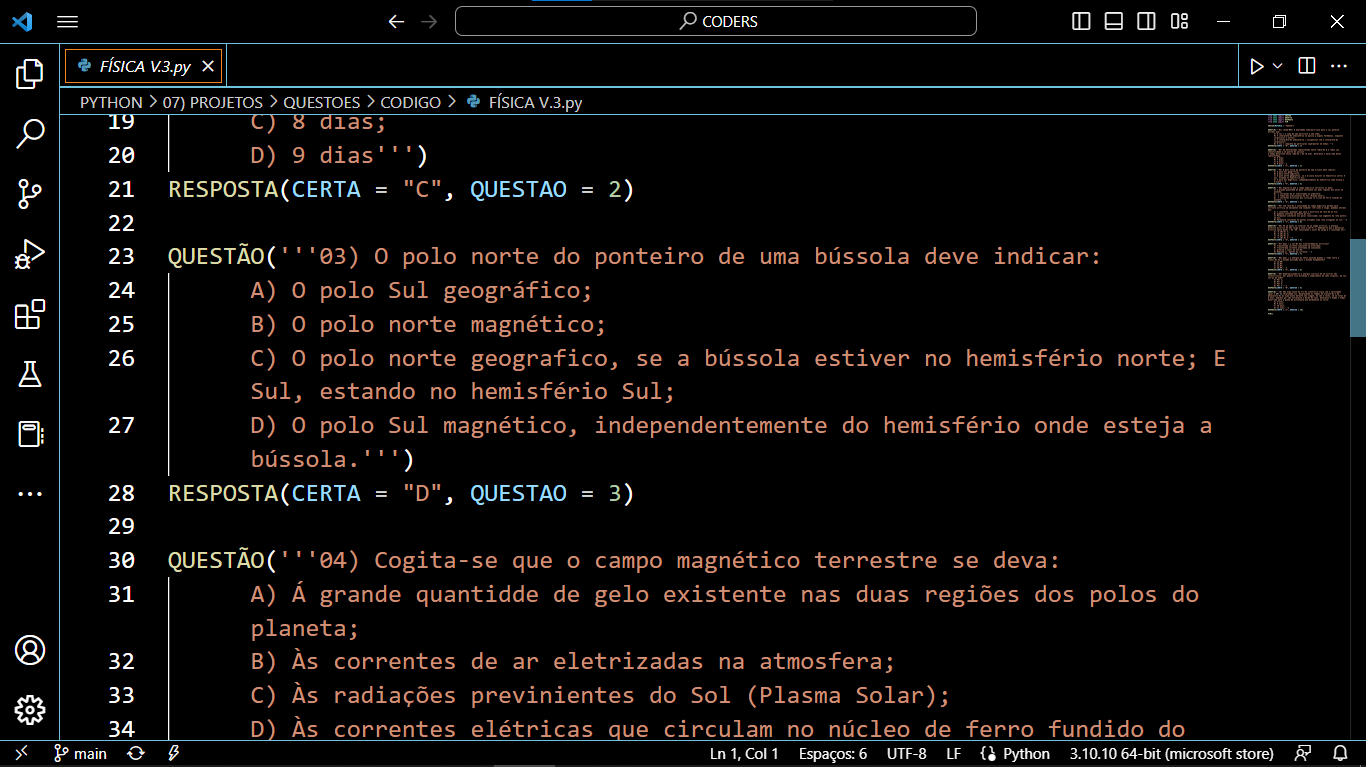 CODERS
FÍSICA V.3.py
PYTHON > 07) PROJETOS > QUESTOES > CODIGO > FÍSICA V.3.py
19 C) 8 dias;
20 D) 9 dias''')
21 RESPOSTA(CERTA = "C", QUESTAO = 2)
22
23 QUESTÃO('''03) O polo norte do ponteiro de uma bússola deve indicar:
24 A) O polo Sul geográfico;
25 B) O polo norte magnético;
26 C) O polo norte geografico, se a bússola estiver no hemisfério norte; E
Sul, estando no hemisfério Sul;
27 D) O polo Sul magnético, independentemente do hemisfério onde esteja a
bússola.''')
28 RESPOSTA(CERTA = "D", QUESTAO = 3)
29
30 QUESTÃO('''04) Cogita-se que o campo magnético terrestre se deva:
31 A) Á grande quantidde de gelo existente nas duas regiões dos polos do
planeta;
32 B) Às correntes de ar eletrizadas na atmosfera;
33 C) Às radiações previnientes do Sol (Plasma Solar);
34 D) Às correntes elétricas que circulam no núcleo de ferro fundido do
main Ln 1, Col 1 Espaços: 6 UTF-8 LF Python 3.10.10 64-bit (microsoft store)